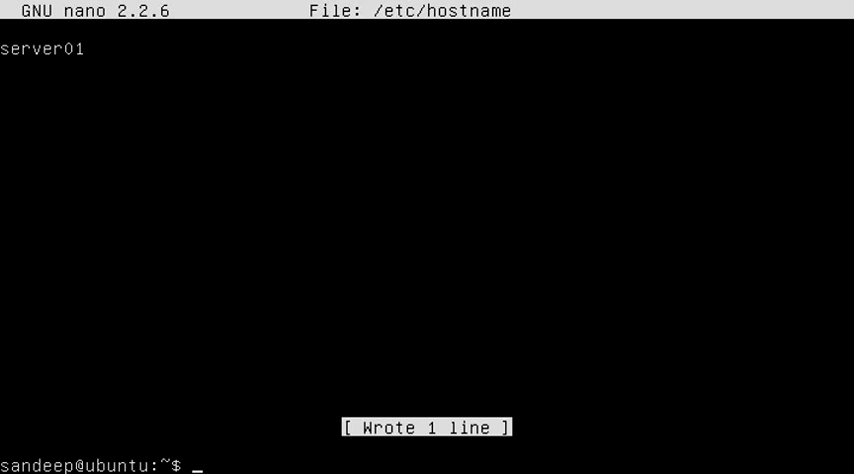 GNU nano 2.2.6 File: /etc/hostname
server01
[ Wrote 1 line ]
sandeep@ubuntu:~$ _